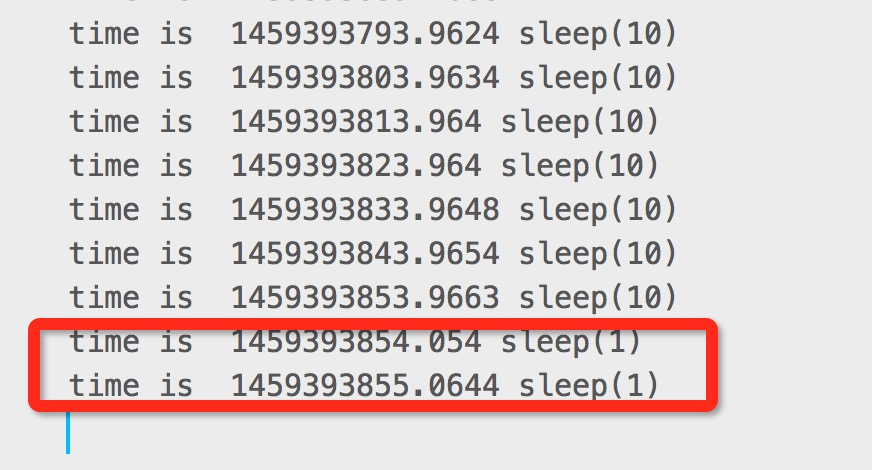 time is  1459393793.9624 sleep(10)
time is  1459393803.9634 sleep(10)
time is  1459393813.964 sleep(10)
time is  1459393823.964 sleep(10)
time is  1459393833.9648 sleep(10)
time is  1459393843.9654 sleep(10)
time is  1459393853.9663 sleep(10)
time is  1459393854.054 sleep(1)
time is  1459393855.0644 sleep(1)